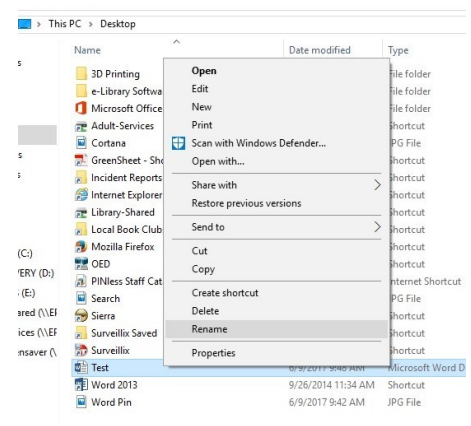 This PC > Desktop
Name Date modified Type
3D Printing File folder
e-Library Softwa File folder
Microsoft Office File folder
Adult-Services Shortcut
Cortana JPG File
GreenSheet - Sho Shortcut
Incident Reports Shortcut
Internet Explorer Shortcut
Library-Shared Shortcut
Local Book Club Shortcut
Mozilla Firefox Shortcut
OED Shortcut
PINless Staff Cat Internet Shortcut
Search JPG File
Sierra Shortcut
Surveillix Saved Shortcut
Surveillix Shortcut
Test 6/9/2017 9:48 AM Microsoft Word D
Word 2013 9/26/2014 11:34 AM Shortcut
Word Pin 6/9/2017 9:42 AM JPG File
Open
Edit
New
Print
Scan with Windows Defender...
Open with...
Share with >
Restore previous versions
Send to >
Cut
Copy
Create shortcut
Delete
Rename
Properties
s
s
s
(C:)
ERY (D:)
(E:)
ared (\\EF
ices (\\EF
ensaver (\